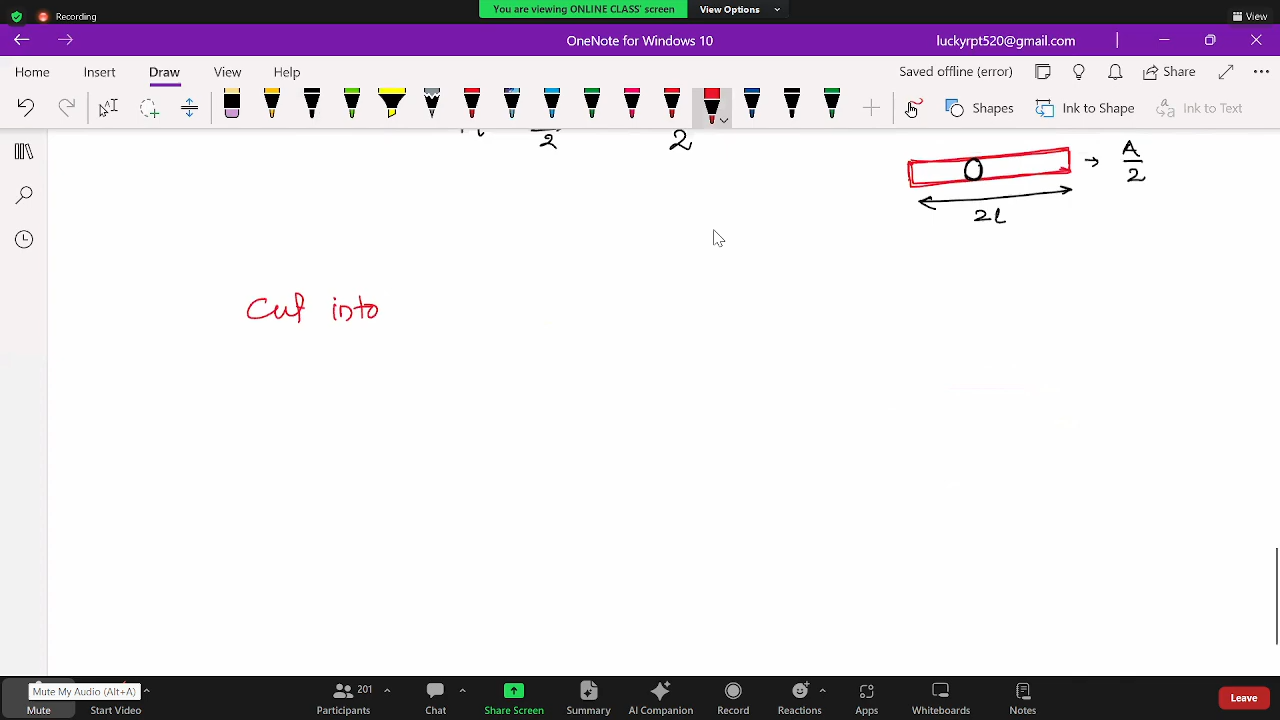 Recording
You are viewing ONLINE CLASS' screen
View Options
View
OneNote for Windows 10
luckyrpt520@gmail.com
Home
Insert
Draw
View
Help
Saved offline (error)
Share
Shapes
Ink to Shape
Ink to Text
2
2
A
2
2l
Cut into
Mute My Audio (Alt+A)
Mute
Start Video
Participants
201
Chat
Share Screen
Summary
AI Companion
Record
Reactions
Apps
Whiteboards
Notes
Leave